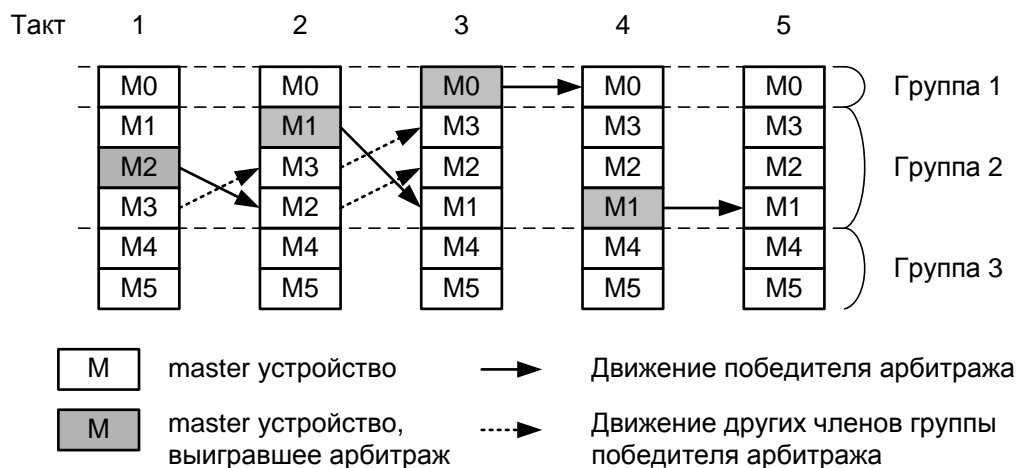 Такт 1 2 3 4 5
M0 M0 M0 M0 M0 Группа 1
M1 M1 M3 M3 M3
M2 M3 M2 M2 M2 Группа 2
M3 M2 M1 M1 M1
M4 M4 M4 M4 M4
M5 M5 M5 M5 M5 Группа 3
M master устройство Движение победителя арбитража
M master устройство, Движение других членов группы
выигравшее арбитраж победителя арбитража